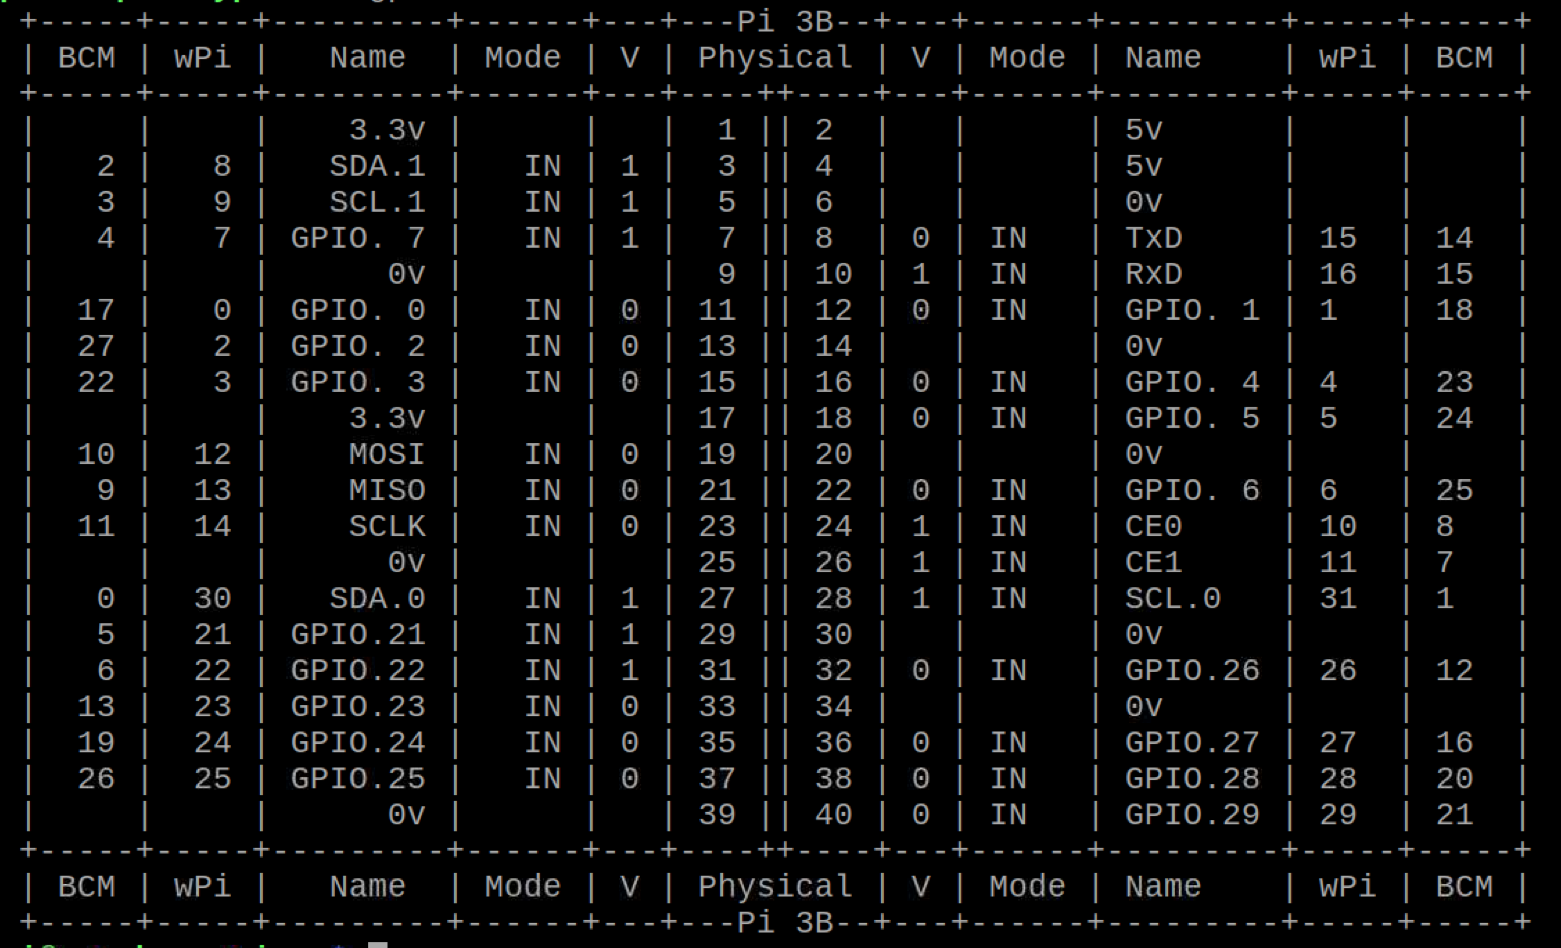 +-----+-----+---------+------+---+---Pi 3B--+---+------+---------+-----+-----+
| BCM | wPi |   Name  | Mode | V | Physical | V | Mode | Name    | wPi | BCM |
+-----+-----+---------+------+---+----++----+---+------+---------+-----+-----+
|     |     |    3.3v |      |   |  1 || 2  |   |      | 5v      |     |     |
|   2 |   8 |   SDA.1 |   IN | 1 |  3 || 4  |   |      | 5v      |     |     |
|   3 |   9 |   SCL.1 |   IN | 1 |  5 || 6  |   |      | 0v      |     |     |
|   4 |   7 | GPIO. 7 |   IN | 1 |  7 || 8  | 0 | IN   | TxD     | 15  | 14  |
|     |     |      0v |      |   |  9 || 10 | 1 | IN   | RxD     | 16  | 15  |
|  17 |   0 | GPIO. 0 |   IN | 0 | 11 || 12 | 0 | IN   | GPIO. 1 | 1   | 18  |
|  27 |   2 | GPIO. 2 |   IN | 0 | 13 || 14 |   |      | 0v      |     |     |
|  22 |   3 | GPIO. 3 |   IN | 0 | 15 || 16 | 0 | IN   | GPIO. 4 | 4   | 23  |
|     |     |    3.3v |      |   | 17 || 18 | 0 | IN   | GPIO. 5 | 5   | 24  |
|  10 |  12 |    MOSI |   IN | 0 | 19 || 20 |   |      | 0v      |     |     |
|   9 |  13 |    MISO |   IN | 0 | 21 || 22 | 0 | IN   | GPIO. 6 | 6   | 25  |
|  11 |  14 |    SCLK |   IN | 0 | 23 || 24 | 1 | IN   | CE0     | 10  | 8   |
|     |     |      0v |      |   | 25 || 26 | 1 | IN   | CE1     | 11  | 7   |
|   0 |  30 |   SDA.0 |   IN | 1 | 27 || 28 | 1 | IN   | SCL.0   | 31  | 1   |
|   5 |  21 | GPIO.21 |   IN | 1 | 29 || 30 |   |      | 0v      |     |     |
|   6 |  22 | GPIO.22 |   IN | 1 | 31 || 32 | 0 | IN   | GPIO.26 | 26  | 12  |
|  13 |  23 | GPIO.23 |   IN | 0 | 33 || 34 |   |      | 0v      |     |     |
|  19 |  24 | GPIO.24 |   IN | 0 | 35 || 36 | 0 | IN   | GPIO.27 | 27  | 16  |
|  26 |  25 | GPIO.25 |   IN | 0 | 37 || 38 | 0 | IN   | GPIO.28 | 28  | 20  |
|     |     |      0v |      |   | 39 || 40 | 0 | IN   | GPIO.29 | 29  | 21  |
+-----+-----+---------+------+---+----++----+---+------+---------+-----+-----+
| BCM | wPi |   Name  | Mode | V | Physical | V | Mode | Name    | wPi | BCM |
+-----+-----+---------+------+---+---Pi 3B--+---+------+---------+-----+-----+